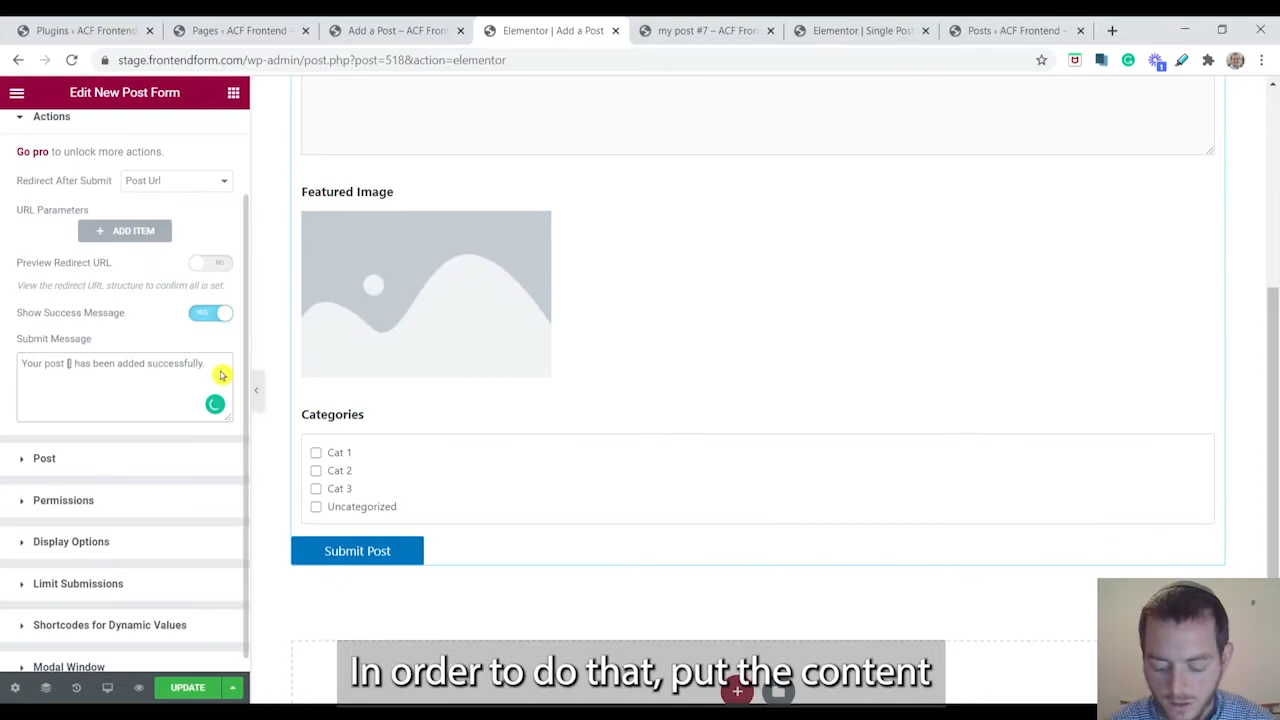 Plugins ‹ ACF Frontend
Pages ‹ ACF Frontend –
Add a Post – ACF Fronte
Elementor | Add a Post
my post #7 – ACF Fronte
Elementor | Single Post
Posts ‹ ACF Frontend –
stage.frontendform.com/wp-admin/post.php?post=518&action=elementor
Edit New Post Form
Actions
Go pro to unlock more actions.
Redirect After Submit
Post Url
URL Parameters
+ ADD ITEM
Preview Redirect URL
NO
View the redirect URL structure to confirm all is set.
Show Success Message
YES
Submit Message
Your post [] has been added successfully.
Post
Permissions
Display Options
Limit Submissions
Shortcodes for Dynamic Values
Modal Window
UPDATE
Featured Image
Categories
Cat 1
Cat 2
Cat 3
Uncategorized
Submit Post
In order to do that, put the content